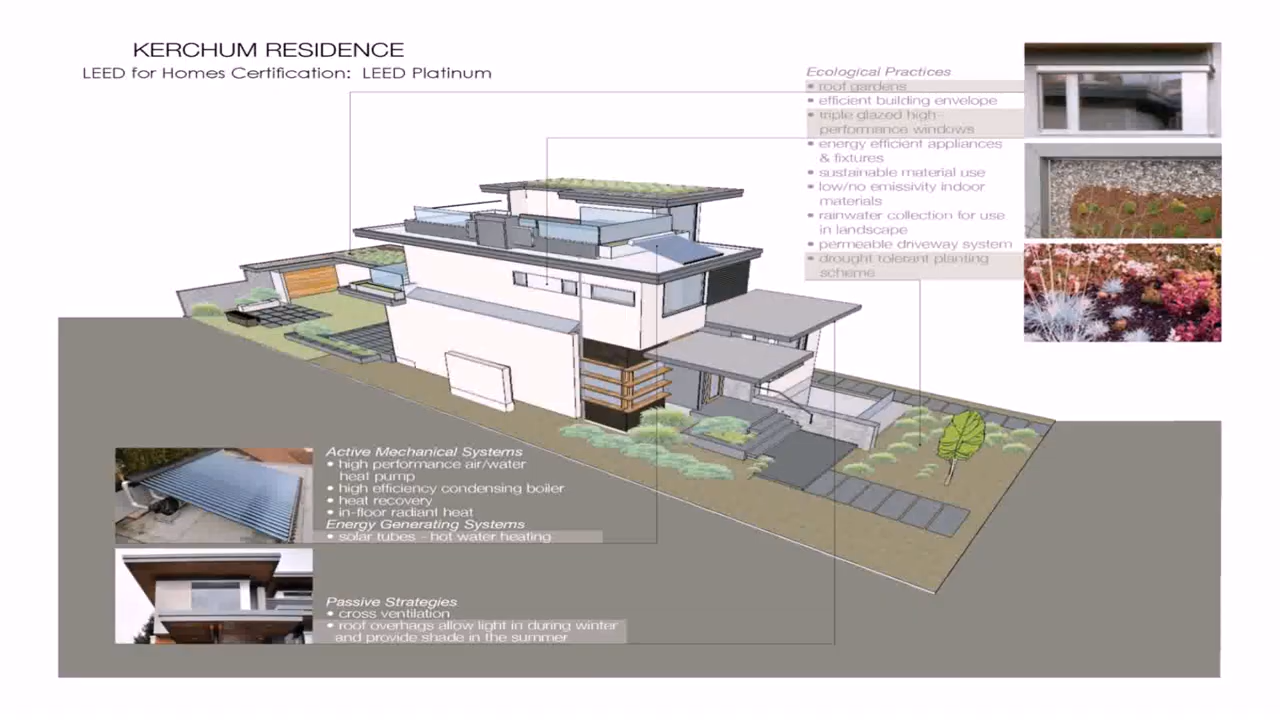 KERCHUM RESIDENCE
LEED for Homes Certification: LEED Platinum
Ecological Practices
• roof gardens
• efficient building envelope
• triple glazed high-
performance windows
• energy efficient appliances
& fixtures
• sustainable material use
• low/no emissivity indoor
materials
• rainwater collection for use
in landscape
• permeable driveway system
• drought tolerant planting
scheme
Active Mechanical Systems
• high performance air/water
heat pump
• high efficiency condensing boiler
• heat recovery
• in-floor radiant heat
Energy Generating Systems
• solar tubes - hot water heating
Passive Strategies
• cross ventilation
• roof overhags allow light in during winter
and provide shade in the summer